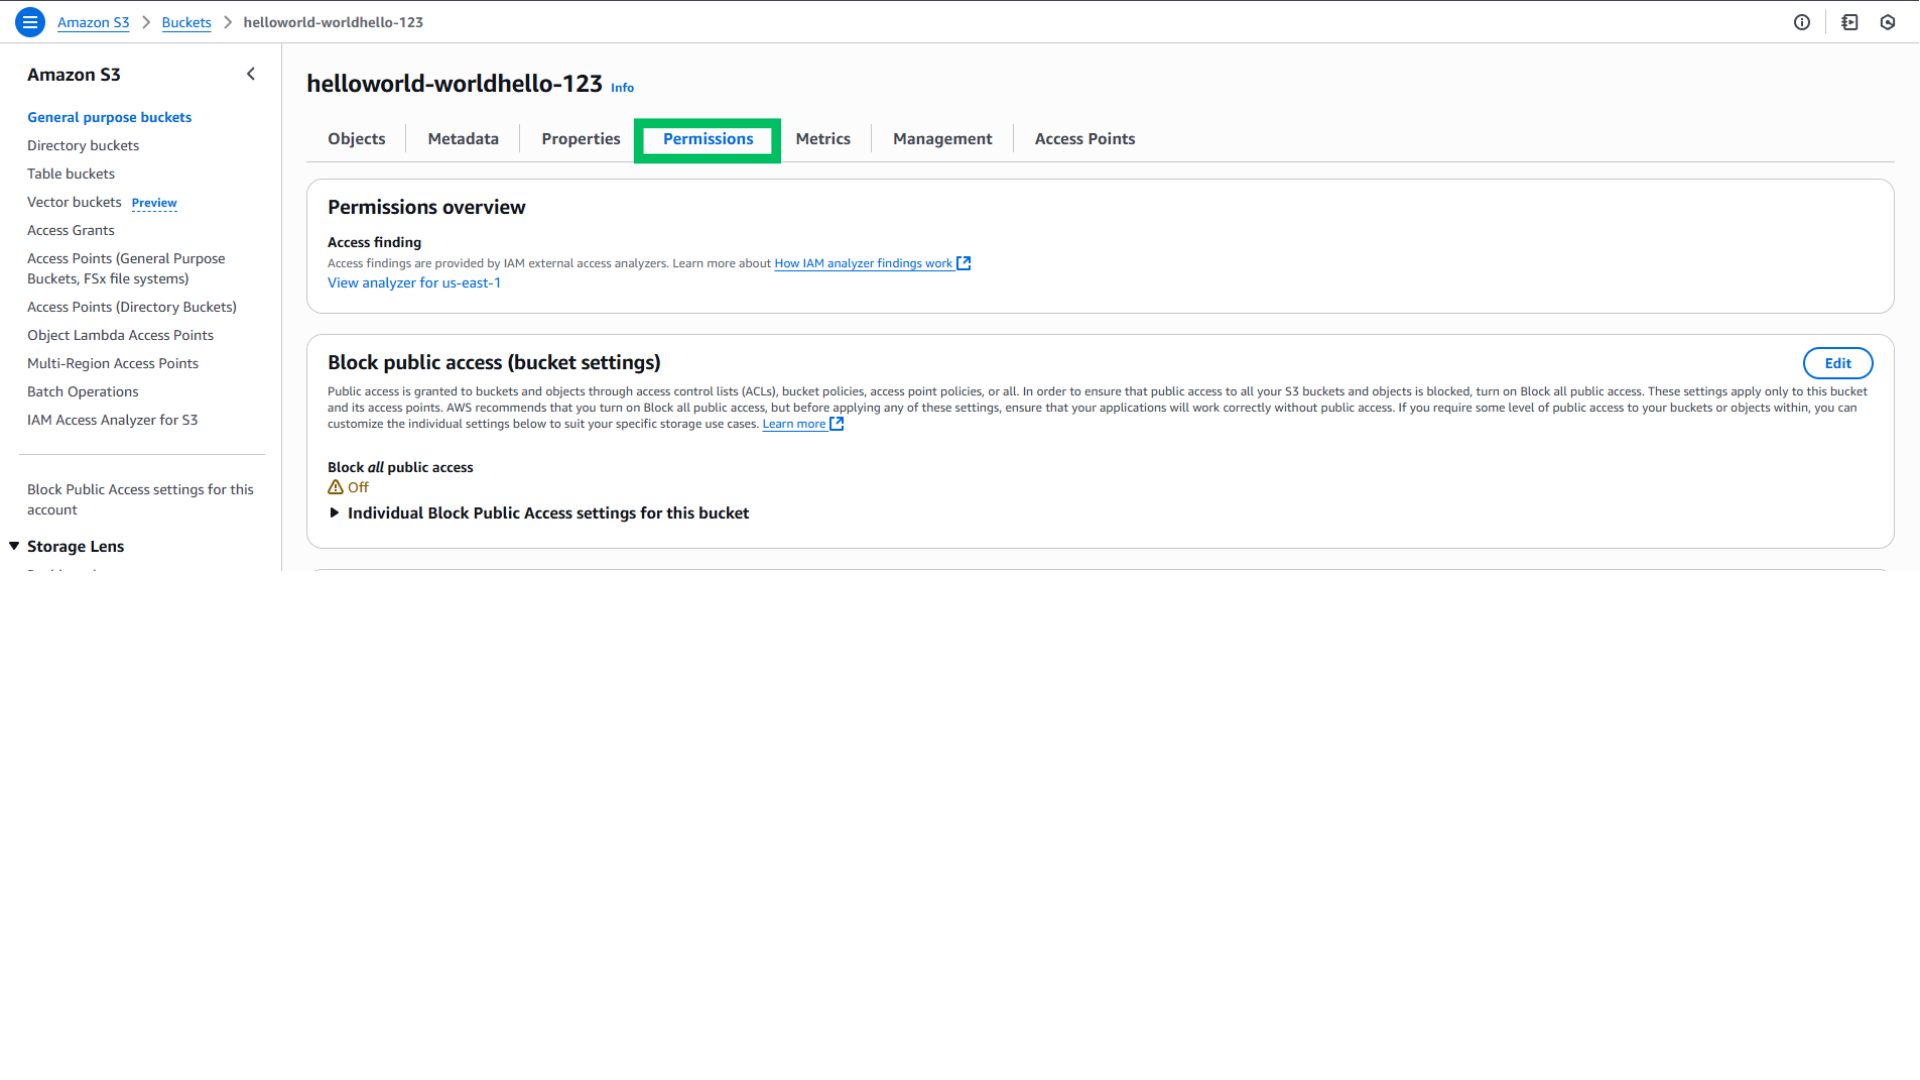 Amazon S3 > Buckets > helloworld-worldhello-123
Amazon S3
General purpose buckets
Directory buckets
Table buckets
Vector buckets Preview
Access Grants
Access Points (General Purpose
Buckets, FSx file systems)
Access Points (Directory Buckets)
Object Lambda Access Points
Multi-Region Access Points
Batch Operations
IAM Access Analyzer for S3
Block Public Access settings for this
account
Storage Lens
helloworld-worldhello-123 Info
Objects Metadata Properties Permissions Metrics Management Access Points
Permissions overview
Access finding
Access findings are provided by IAM external access analyzers. Learn more about How IAM analyzer findings work
View analyzer for us-east-1
Block public access (bucket settings)
Edit
Public access is granted to buckets and objects through access control lists (ACLs), bucket policies, access point policies, or all. In order to ensure that public access to all your S3 buckets and objects is blocked, turn on Block all public access. These settings apply only to this bucket
and its access points. AWS recommends that you turn on Block all public access, but before applying any of these settings, ensure that your applications will work correctly without public access. If you require some level of public access to your buckets or objects within, you can
customize the individual settings below to suit your specific storage use cases. Learn more
Block all public access
Off
Individual Block Public Access settings for this bucket